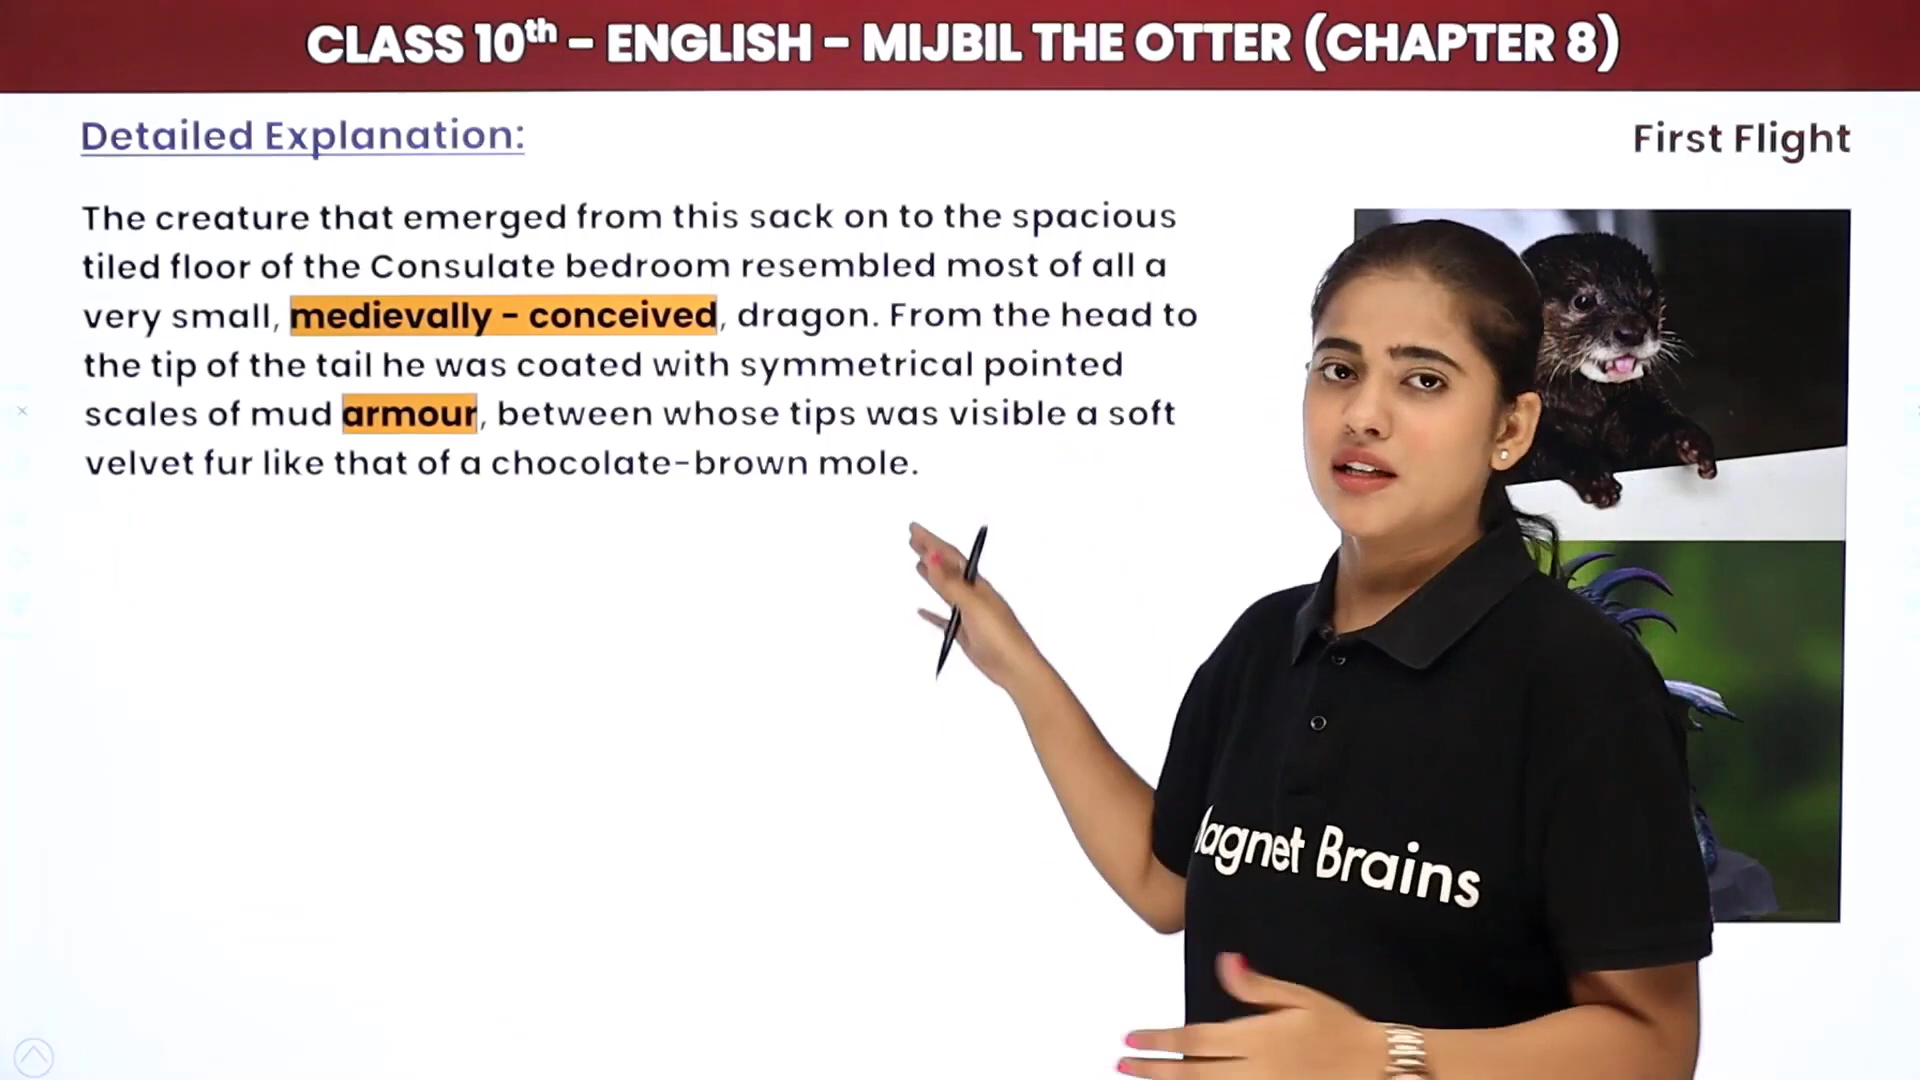 CLASS 10th – ENGLISH – MIJBIL THE OTTER (CHAPTER 8)
Detailed Explanation:
First Flight
The creature that emerged from this sack on to the spacious
tiled floor of the Consulate bedroom resembled most of all a
very small, medievally - conceived, dragon. From the head to
the tip of the tail he was coated with symmetrical pointed
scales of mud armour, between whose tips was visible a soft
velvet fur like that of a chocolate-brown mole.
agnet Brains